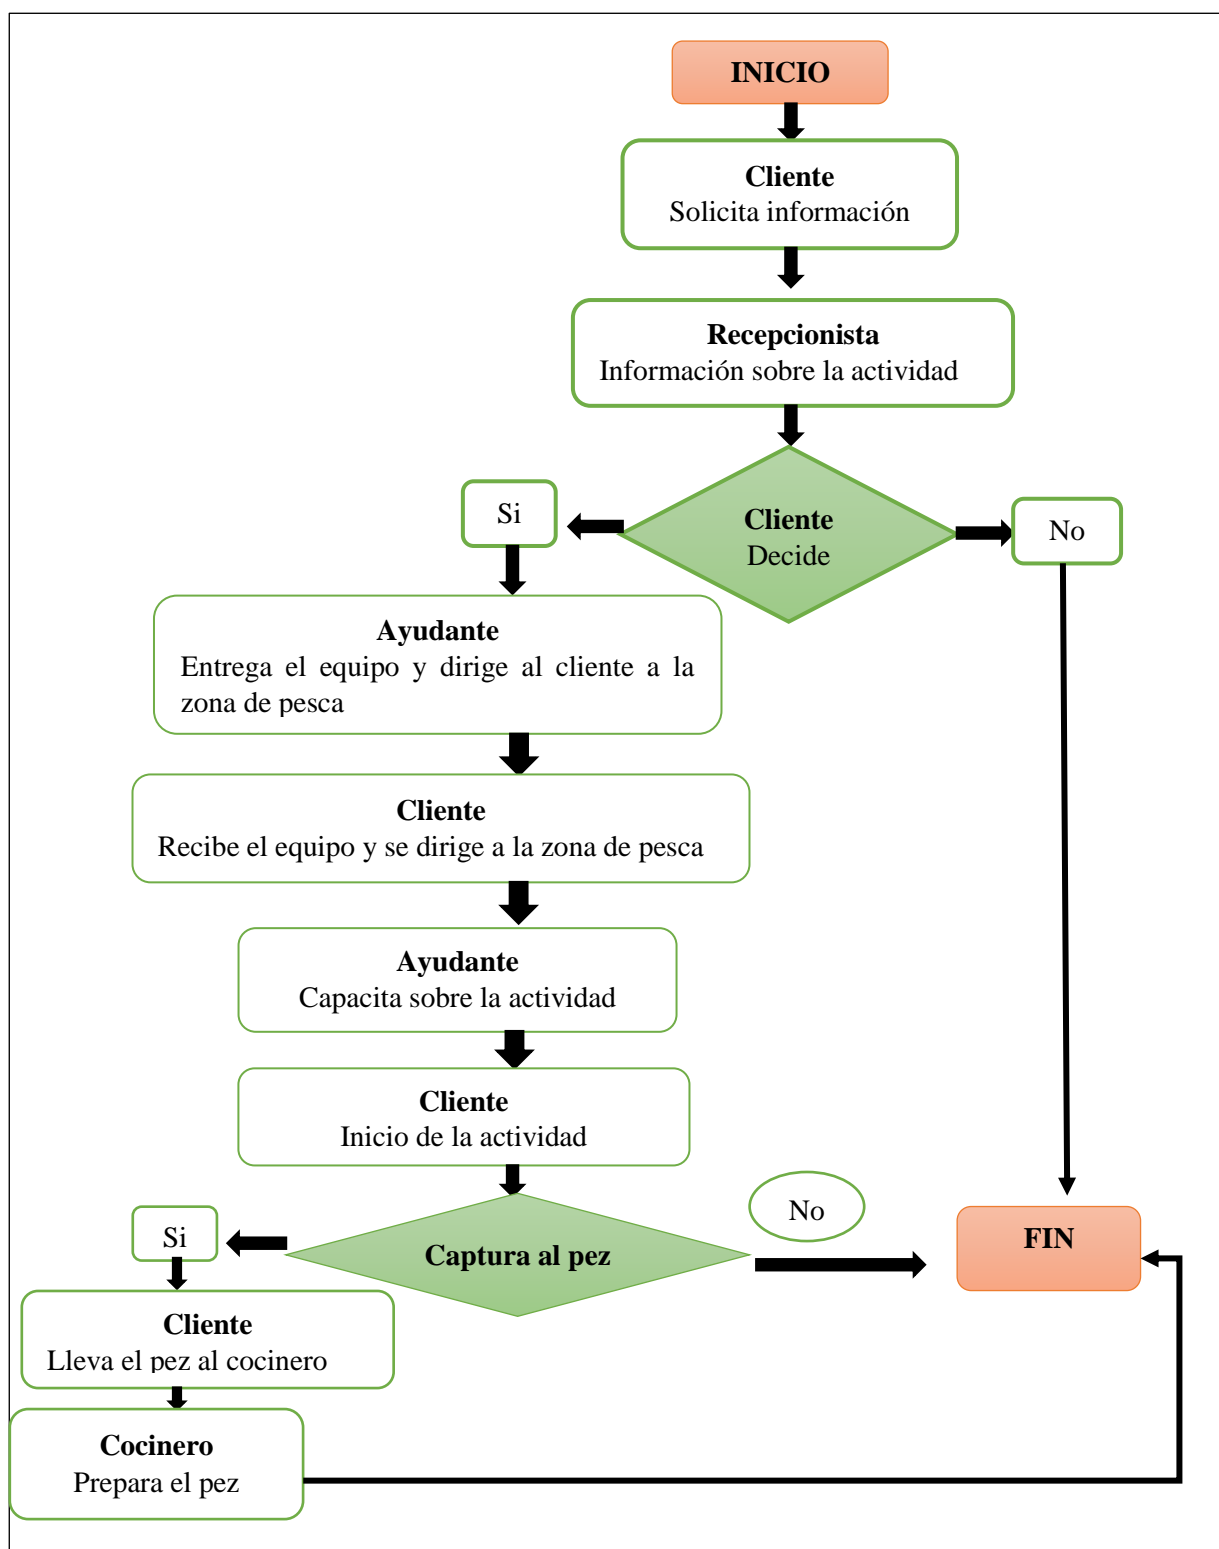 INICIO
Cliente
Solicita información
Recepcionista
Información sobre la actividad
Cliente
Decide
Si
No
Ayudante
Entrega el equipo y dirige al cliente a la
zona de pesca
Cliente
Recibe el equipo y se dirige a la zona de pesca
Ayudante
Capacita sobre la actividad
Cliente
Inicio de la actividad
Captura al pez
No
FIN
Si
Cliente
Lleva el pez al cocinero
Cocinero
Prepara el pez